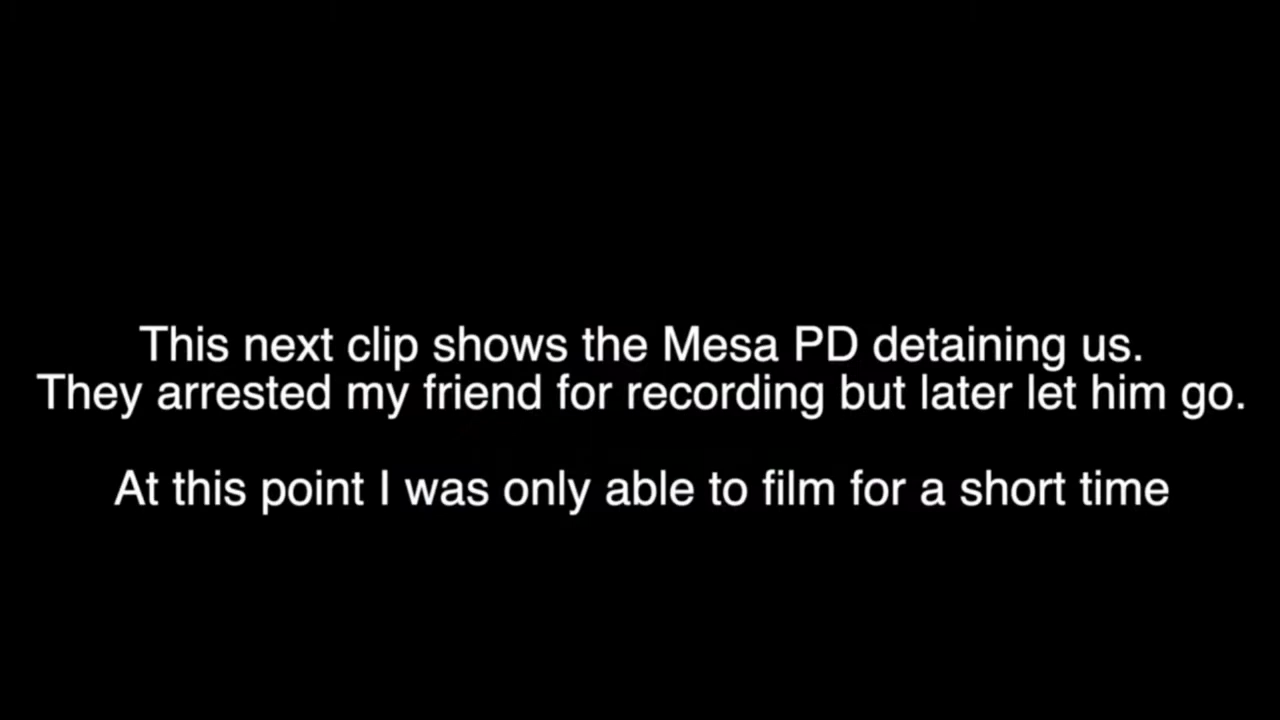 This next clip shows the Mesa PD detaining us.
They arrested my friend for recording but later let him go.
At this point I was only able to film for a short time